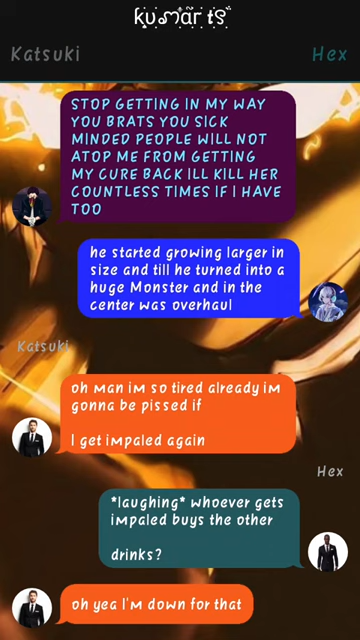 kumar ts
Katsuki
Hex
STOP GETTING IN MY WAY
YOU BRATS YOU SICK
MINDED PEOPLE WILL NOT
ATOP ME FROM GETTING
MY CURE BACK ILL KILL HER
COUNTLESS TIMES IF I HAVE
TOO
he started growing larger in
size and till he turned into a
huge Monster and in the
center was overhaul
Katsuki
oh man im so tired already im
gonna be pissed if
I get impaled again
Hex
*laughing* whoever gets
impaled buys the other
drinks?
oh yea I'm down for that